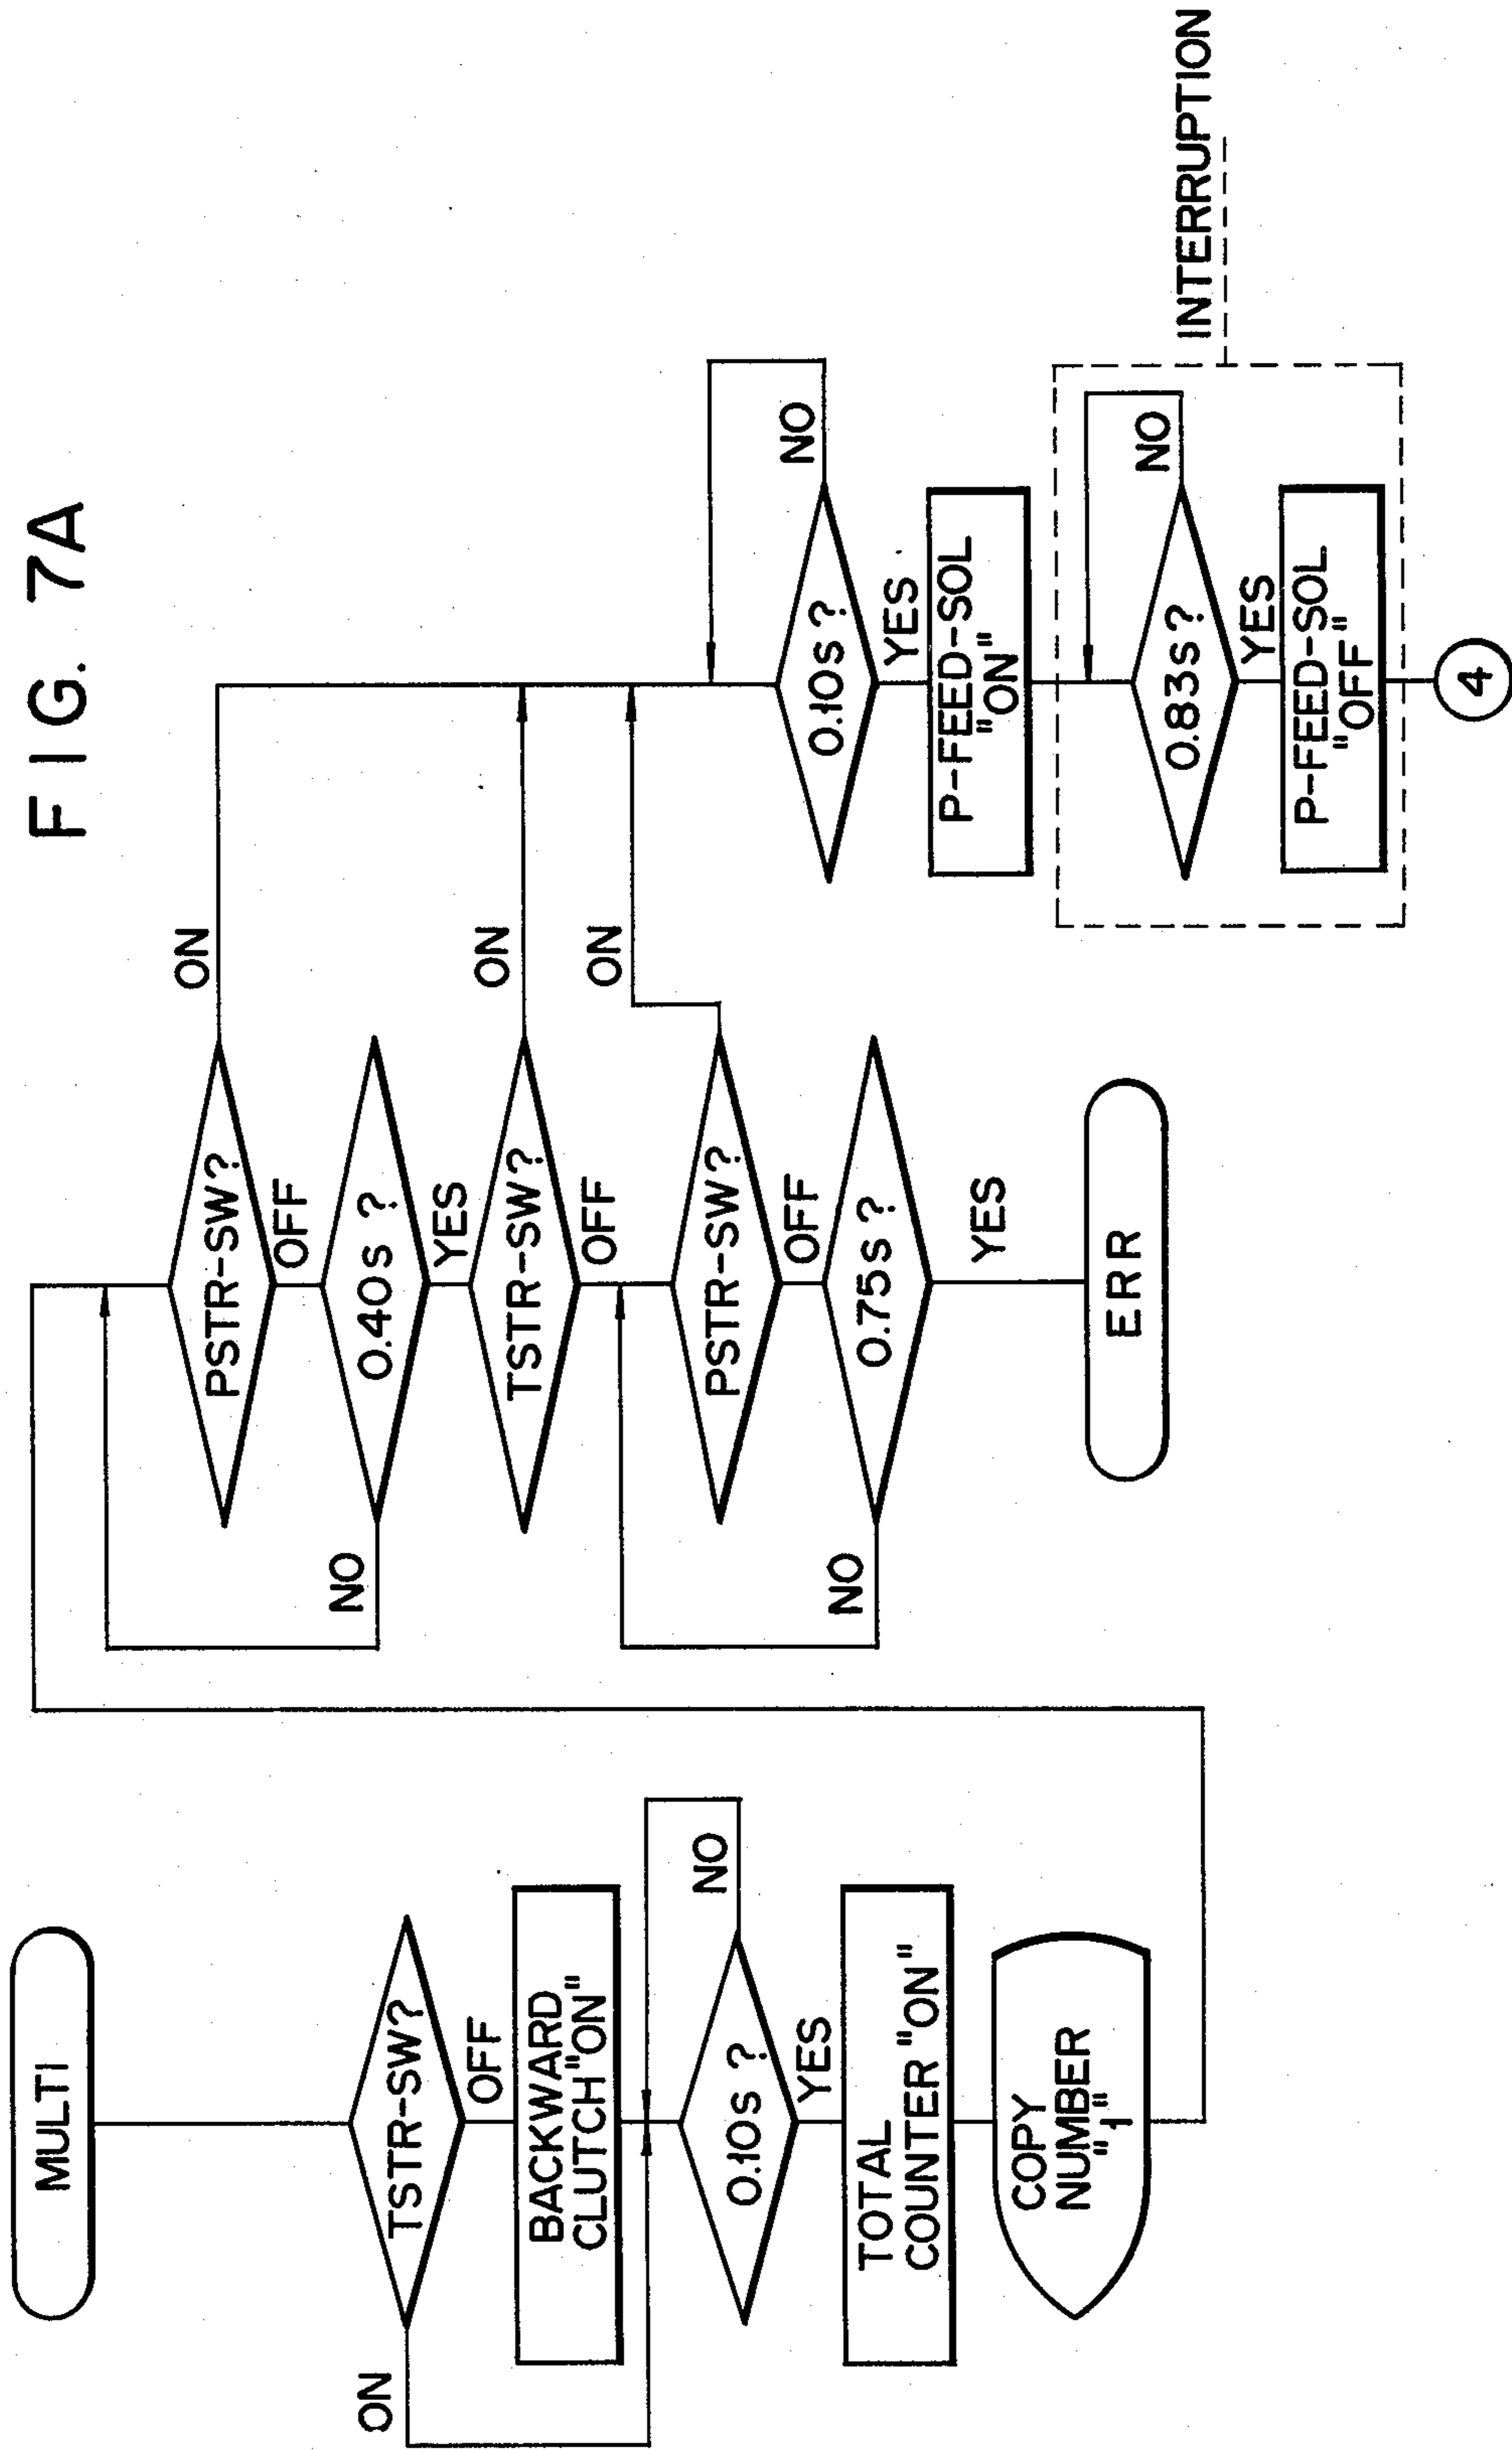 FIG. 7A
MULTI
TSTR-SW?
ON
OFF
BACKWARD
CLUTCH "ON"
0.10s ?
NO
YES
TOTAL
COUNTER "ON"
COPY
NUMBER
"1"
PSTR-SW?
ON
OFF
0.40s ?
NO
YES
TSTR-SW?
ON
OFF
PSTR-SW?
ON
OFF
0.75s ?
NO
YES
ERR
0.10s ?
NO
YES
P-FEED-SOL
"ON"
INTERRUPTION
0.83s ?
NO
YES
P-FEED-SOL
"OFF"
4